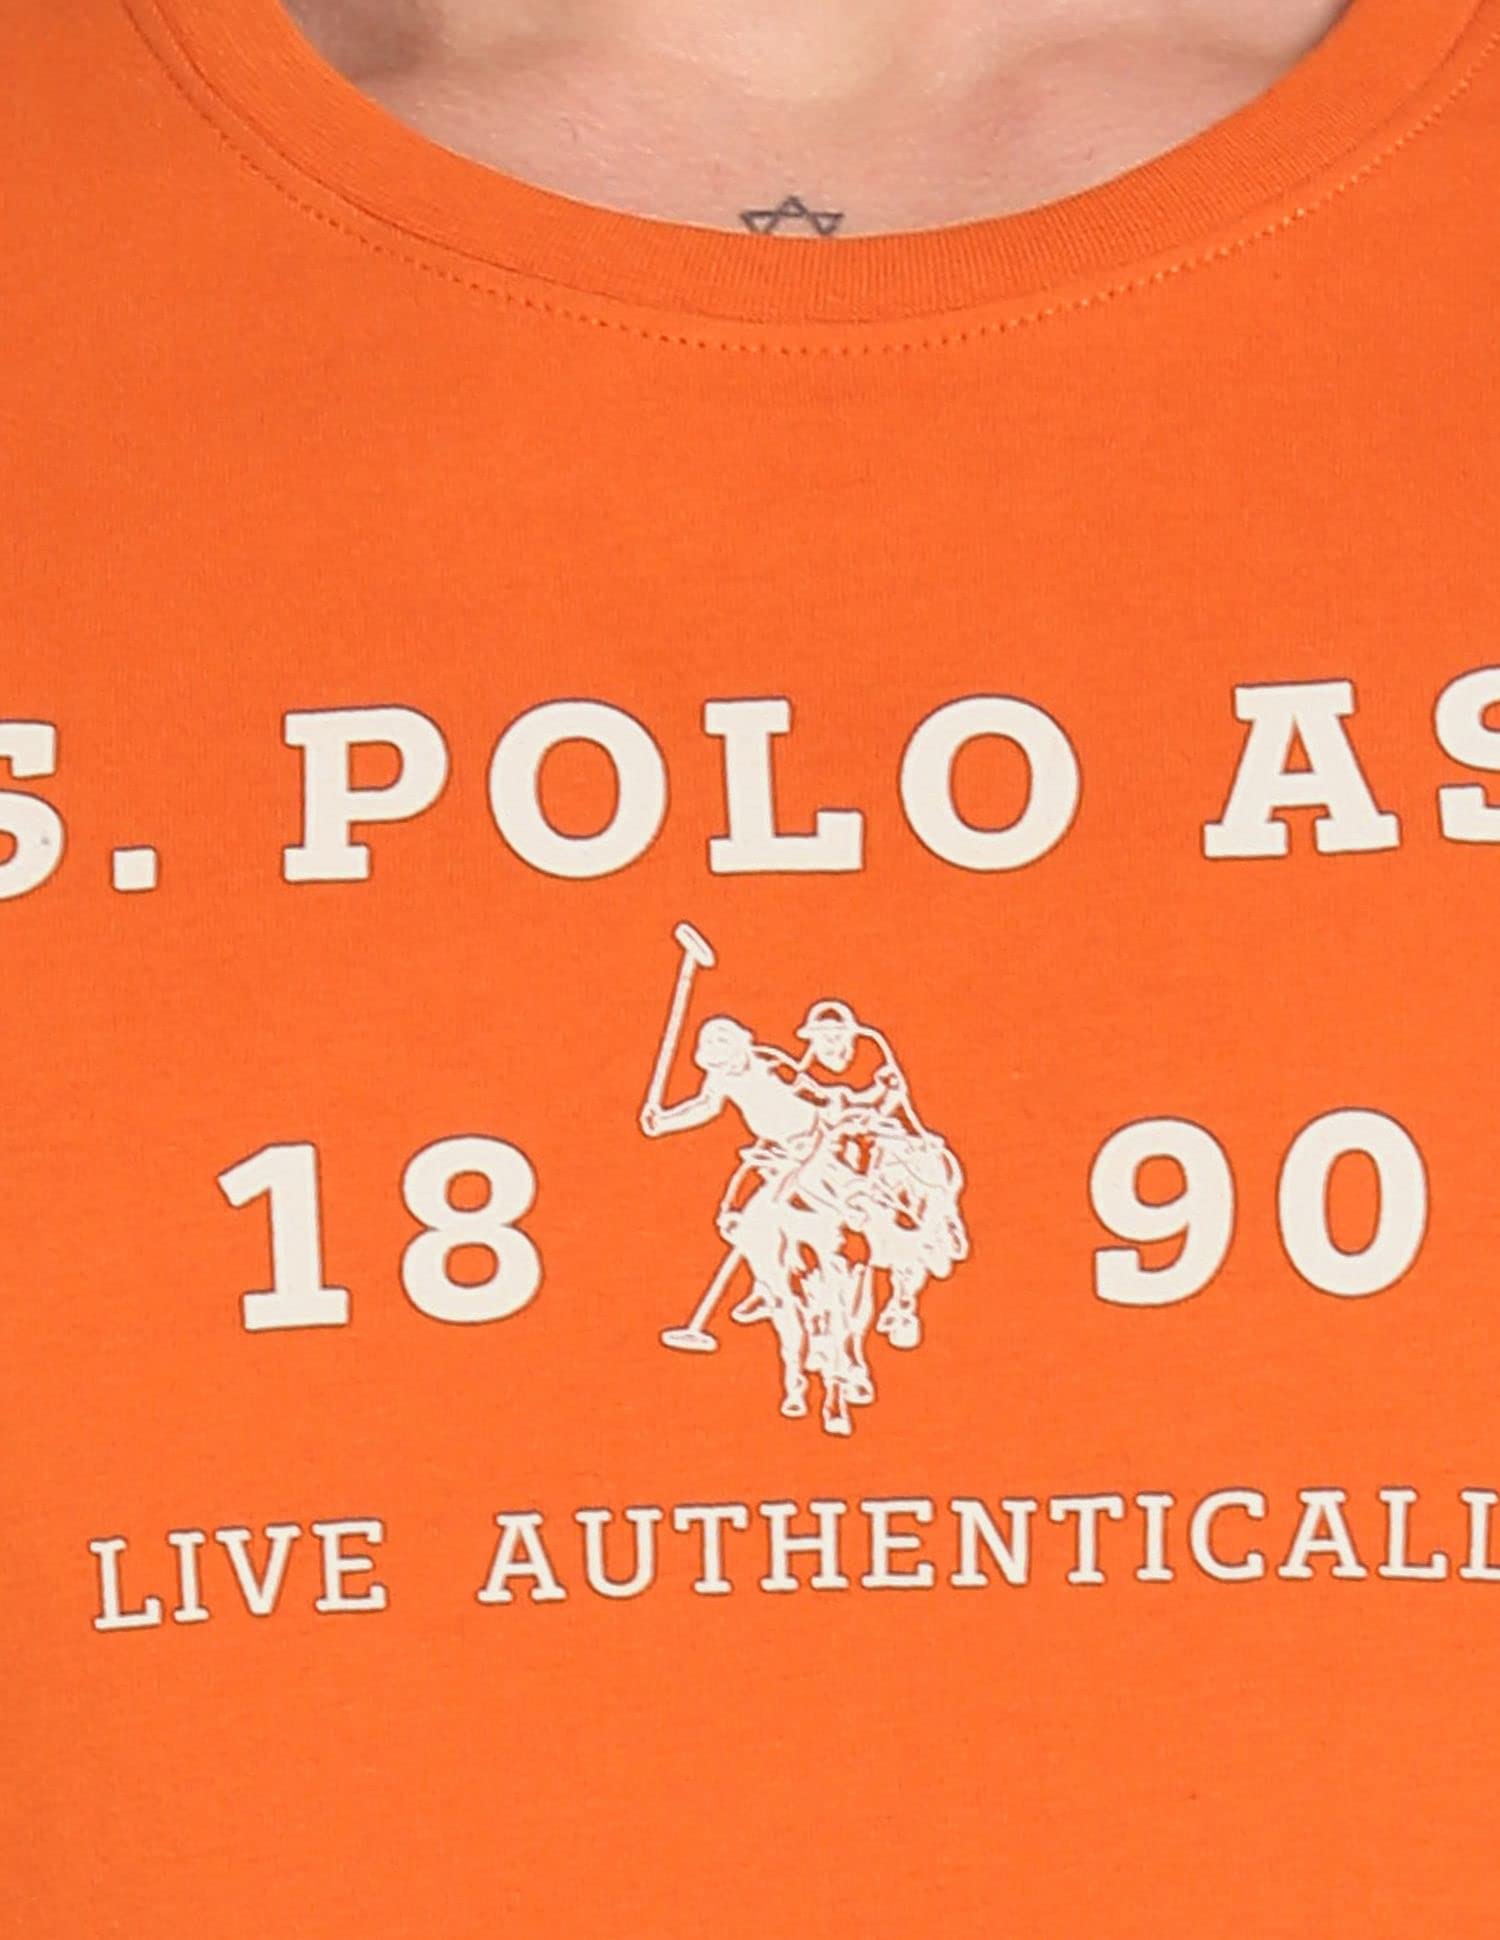 S. POLO AS
18 90
LIVE AUTHENTICALL